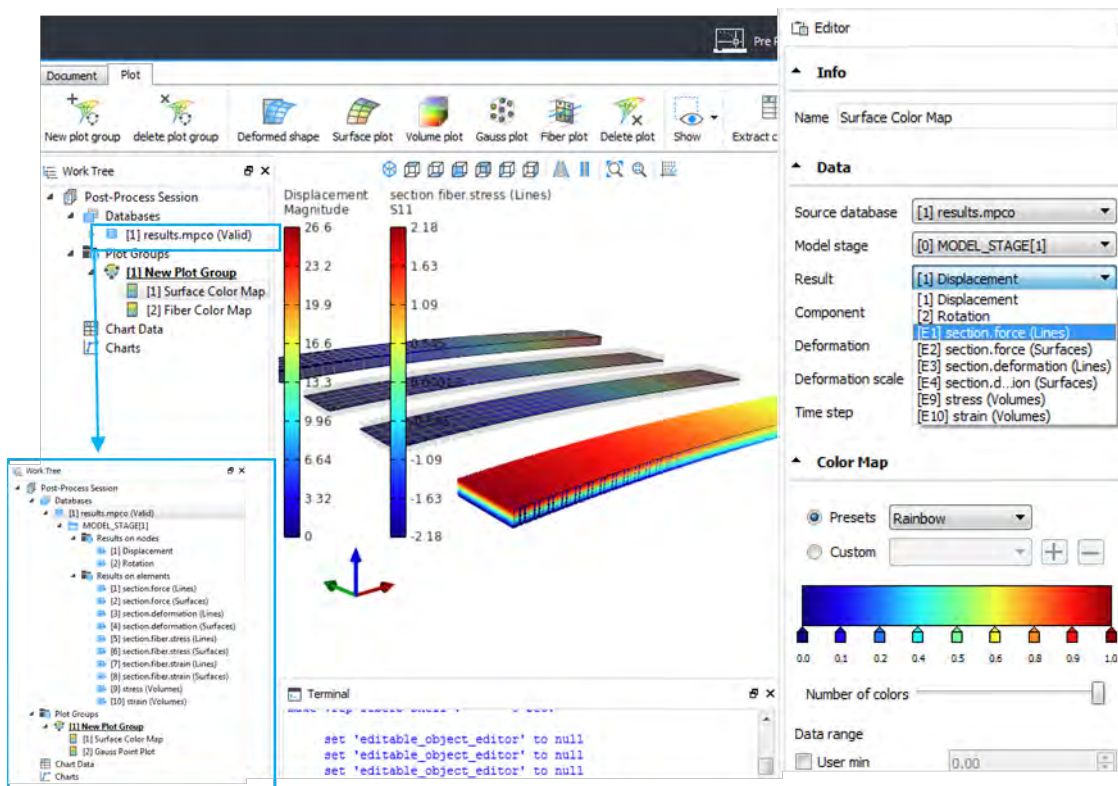 Pre P
Document
Plot
New plot group
delete plot group
Deformed shape
Surface plot
Volume plot
Gauss plot
Fiber plot
Delete plot
Show
Extract c
Work Tree
Post-Process Session
Databases
[1] results.mpco (Valid)
Plot Groups
[1] New Plot Group
[1] Surface Color Map
[2] Fiber Color Map
Chart Data
Charts
Displacement
Magnitude
26.6
23.2
19.9
16.6
13.3
9.96
6.64
3.32
0
section fiber.stress (Lines)
S11
2.18
1.63
1.09
-1.09
-1.63
-2.18
Work Tree
Post-Process Session
Databases
[1] results.mpco (Valid)
MODEL_STAGE[1]
Results on nodes
[1] Displacement
[2] Rotation
Results on elements
[1] section.force (Lines)
[2] section.force (Surfaces)
[3] section.deformation (Lines)
[4] section.deformation (Surfaces)
[5] section.fiber.stress (Lines)
[6] section.fiber.stress (Surfaces)
[7] section.fiber.strain (Lines)
[8] section.fiber.strain (Surfaces)
[9] stress (Volumes)
[10] strain (Volumes)
Plot Groups
[1] New Plot Group
[1] Surface Color Map
[2] Gauss Point Plot
Chart Data
Charts
Terminal
set 'editable_object_editor' to null
set 'editable_object_editor' to null
set 'editable_object_editor' to null
Editor
Info
Name Surface Color Map
Data
Source database [1] results.mpco
Model stage [0] MODEL_STAGE[1]
Result [1] Displacement
Component
Deformation
Deformation scale
Time step
[1] Displacement
[2] Rotation
[E1] section.force (Lines)
[E2] section.force (Surfaces)
[E3] section.deformation (Lines)
[E4] section.d...ion (Surfaces)
[E9] stress (Volumes)
[E10] strain (Volumes)
Color Map
Presets Rainbow
Custom
0.0 0.1 0.2 0.4 0.5 0.6 0.8 0.9 1.0
Number of colors
Data range
User min 0.00